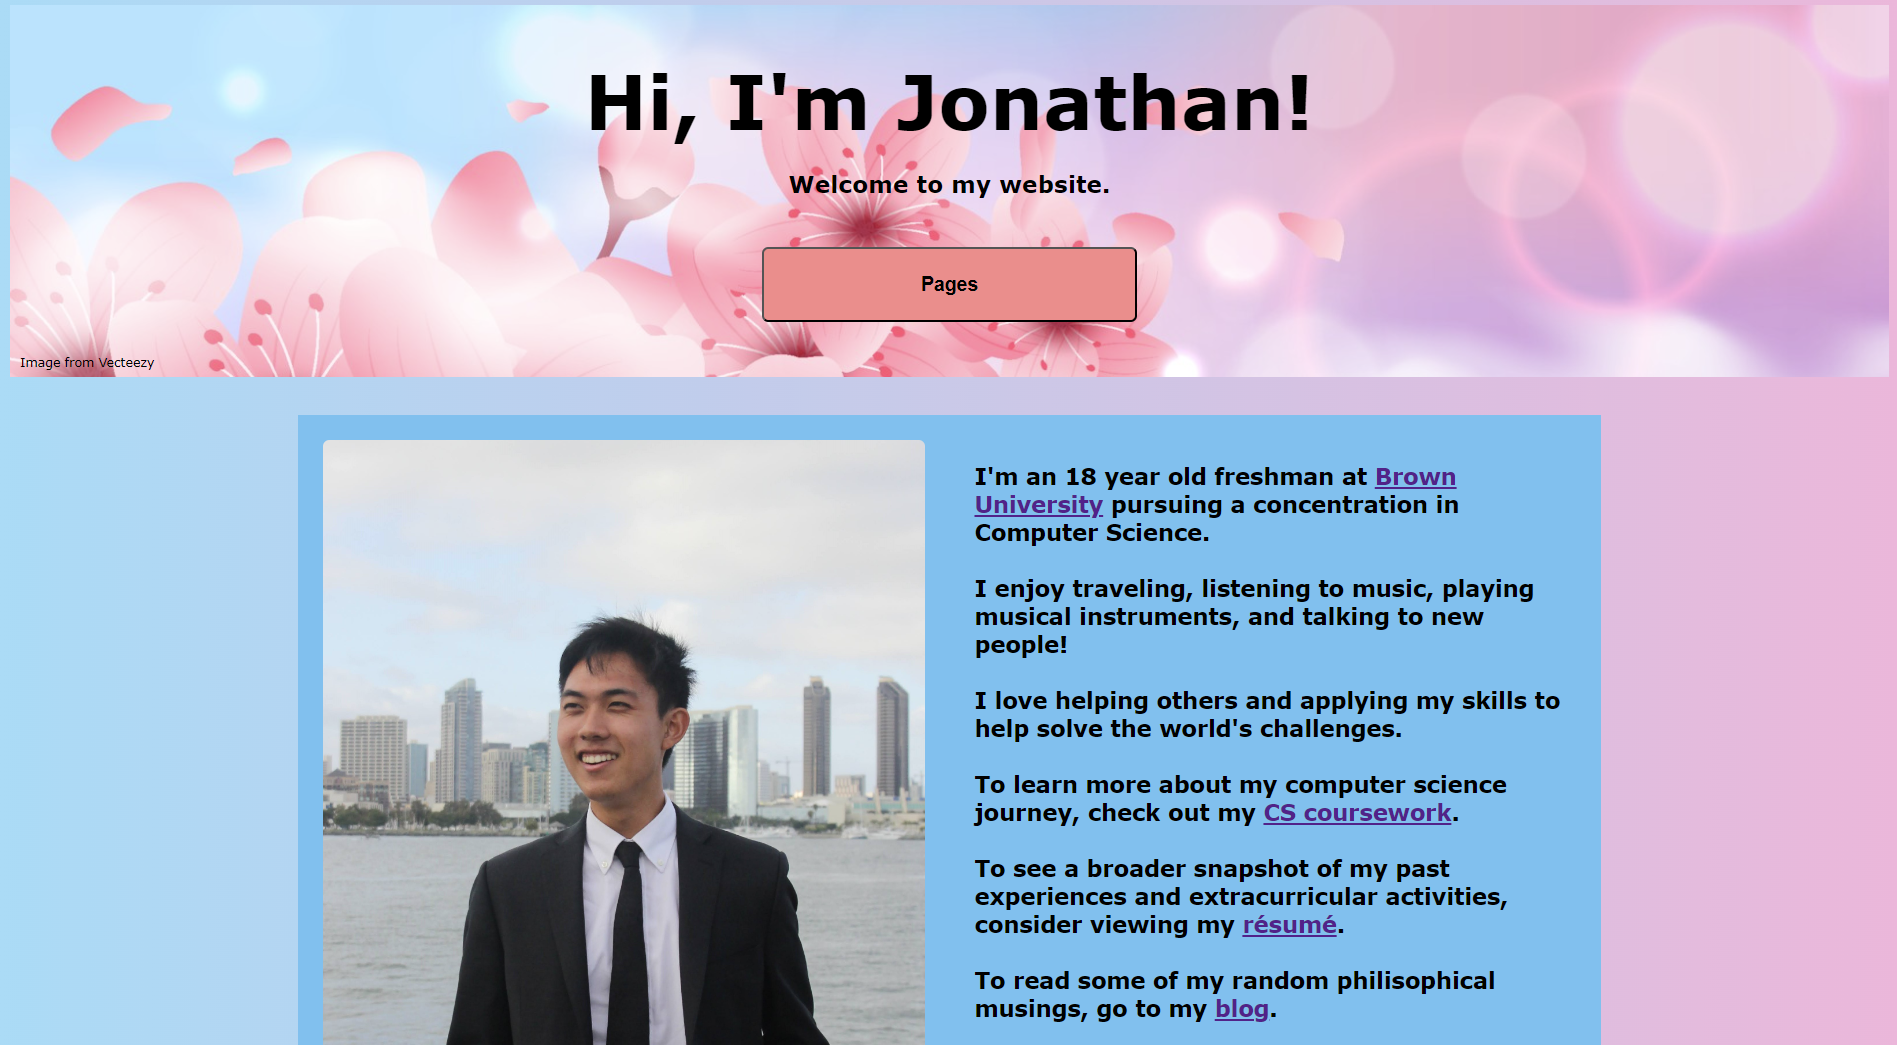 Hi, I'm Jonathan!
Welcome to my website.
Pages
Image from Vecteezy
I'm an 18 year old freshman at Brown
University pursuing a concentration in
Computer Science.
I enjoy traveling, listening to music, playing
musical instruments, and talking to new
people!
I love helping others and applying my skills to
help solve the world's challenges.
To learn more about my computer science
journey, check out my CS coursework.
To see a broader snapshot of my past
experiences and extracurricular activities,
consider viewing my résumé.
To read some of my random philisophical
musings, go to my blog.